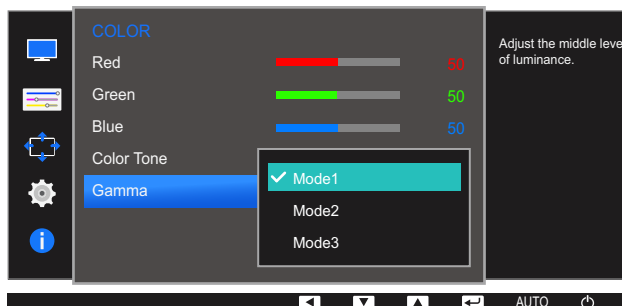 COLOR
Red 50
Green 50
Blue 50
Color Tone
Gamma
Mode1
Mode2
Mode3
Adjust the middle leve
of luminance.
AUTO